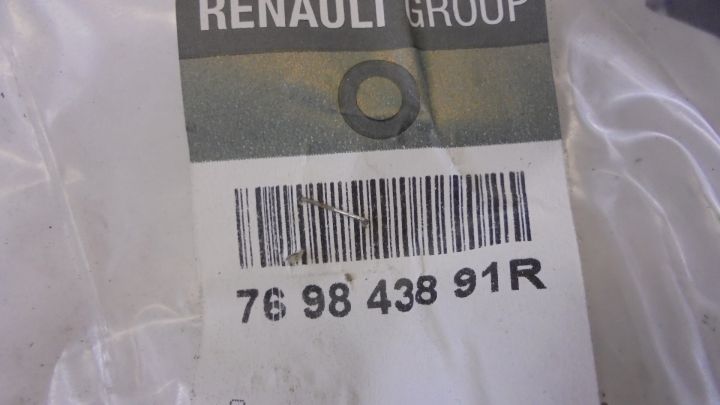 RENAULT GROUP
76 98 438 91R